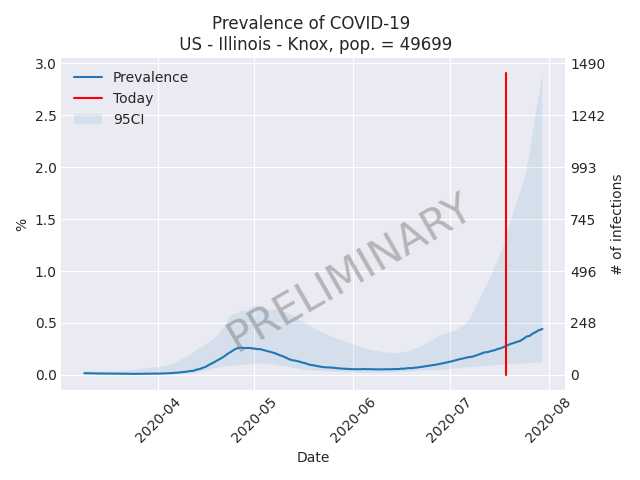 Prevalence of COVID-19
US - Illinois - Knox, pop. = 49699
Prevalence
Today
95CI
PRELIMINARY
3.0
2.5
2.0
1.5
1.0
0.5
0.0
%
1490
1242
993
745
496
248
0
# of infections
2020-04
2020-05
2020-06
2020-07
2020-08
Date